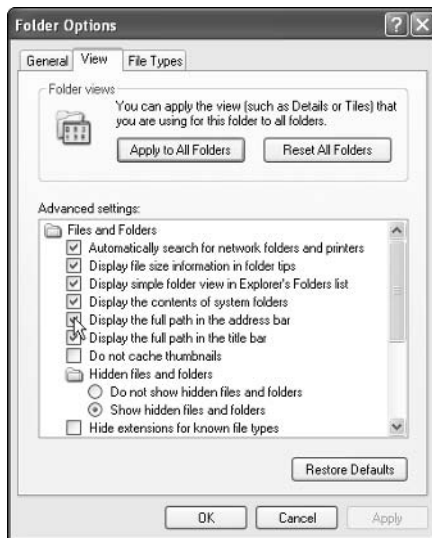 Folder Options
General View File Types
Folder views
You can apply the view (such as Details or Tiles) that
you are using for this folder to all folders.
Apply to All Folders Reset All Folders
Advanced settings:
Files and Folders
Automatically search for network folders and printers
Display file size information in folder tips
Display simple folder view in Explorer's Folders list
Display the contents of system folders
Display the full path in the address bar
Display the full path in the title bar
Do not cache thumbnails
Hidden files and folders
Do not show hidden files and folders
Show hidden files and folders
Hide extensions for known file types
Restore Defaults
OK Cancel Apply